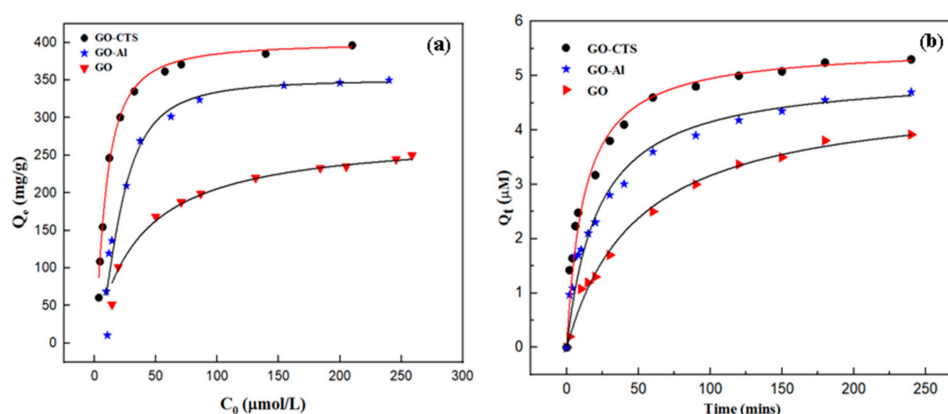 (a)
GO-CTS
GO-Al
GO
400
350
300
250
200
150
100
50
0
Qe (mg/g)
0 50 100 150 200 250 300
C0 (μmol/L)
(b)
GO-CTS
GO-Al
GO
6
5
4
3
2
1
0
Qt (μM)
0 50 100 150 200 250
Time (mins)